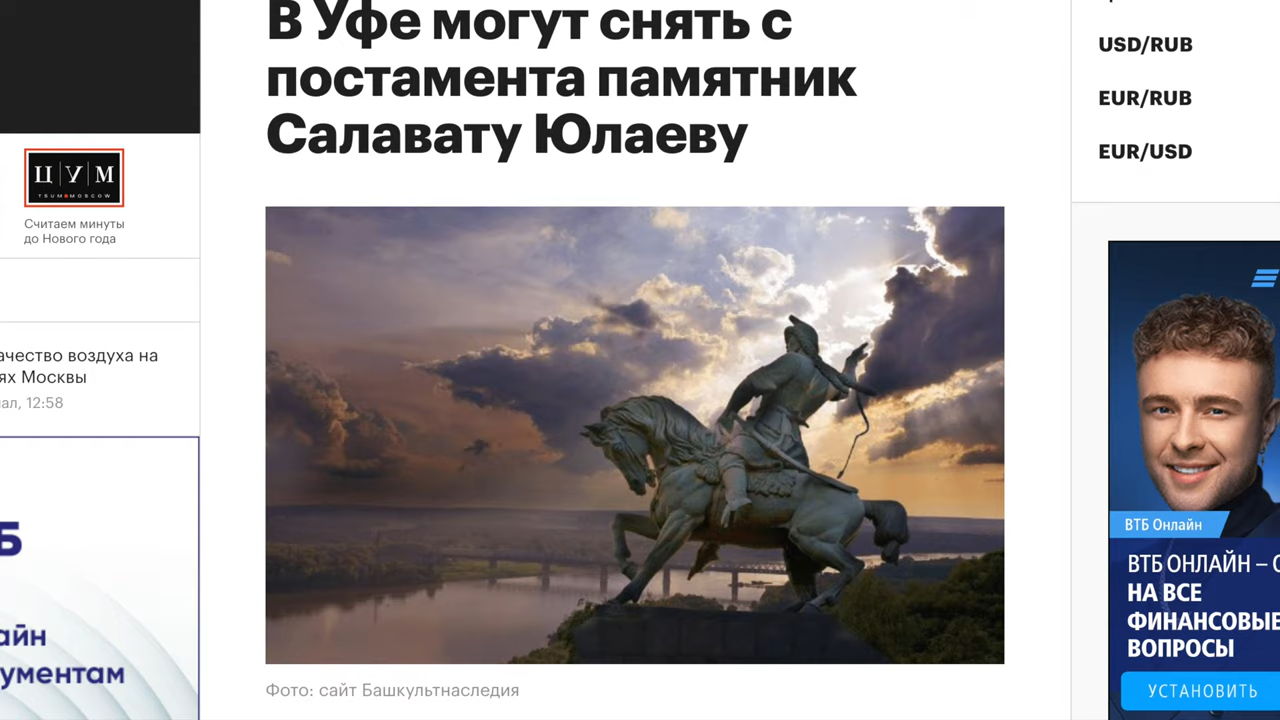 В Уфе могут снять с
постамента памятник
Салавату Юлаеву
Фото: сайт Башкультнаследия
ЦУМ
TSUM MOSCOW
Считаем минуты
до Нового года
ачество воздуха на
ях Москвы
ал, 12:58
Б
айн
ументам
USD/RUB
EUR/RUB
EUR/USD
ВТБ Онлайн
ВТБ ОНЛАЙН – О
НА ВСЕ
ФИНАНСОВЫЕ
ВОПРОСЫ
УСТАНОВИТЬ